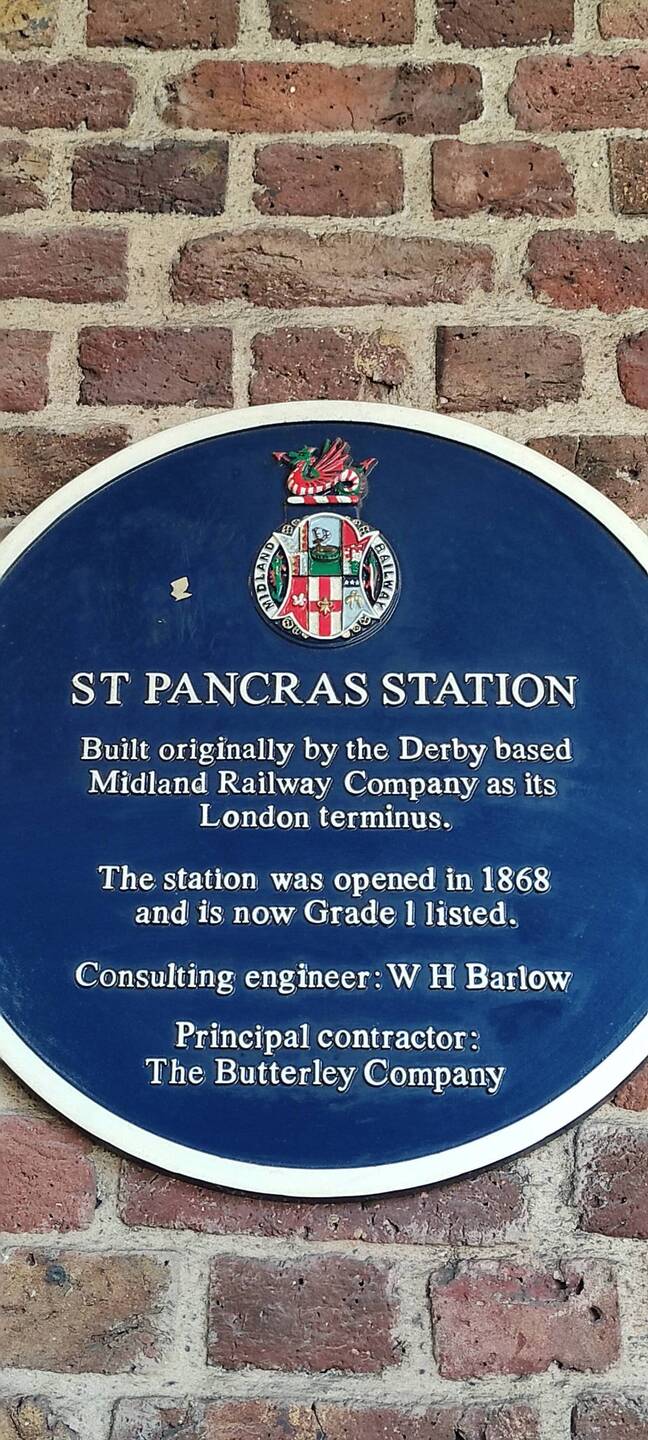 MIDLAND RAILWAY
ST PANCRAS STATION
Built originally by the Derby based
Midland Railway Company as its
London terminus.
The station was opened in 1868
and is now Grade 1 listed.
Consulting engineer: W H Barlow
Principal contractor:
The Butterley Company